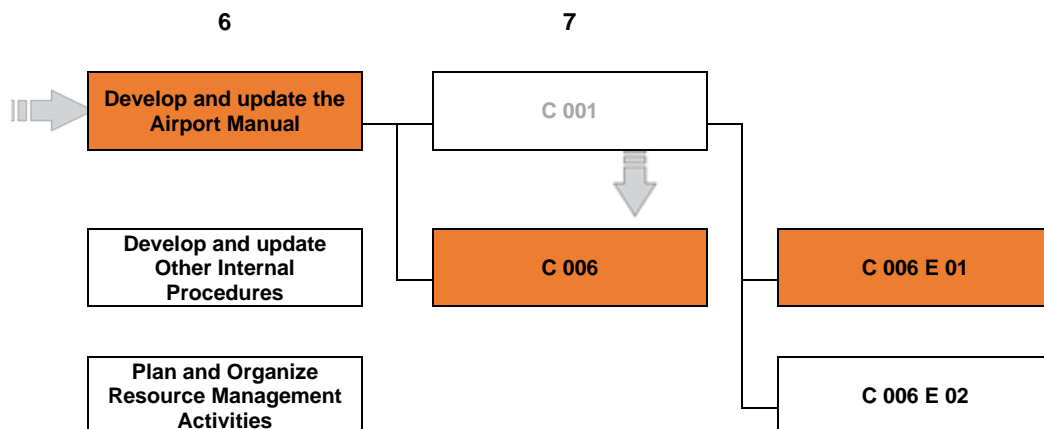 6
7
Develop and update the
Airport Manual
C 001
Develop and update
Other Internal
Procedures
C 006
C 006 E 01
Plan and Organize
Resource Management
Activities
C 006 E 02